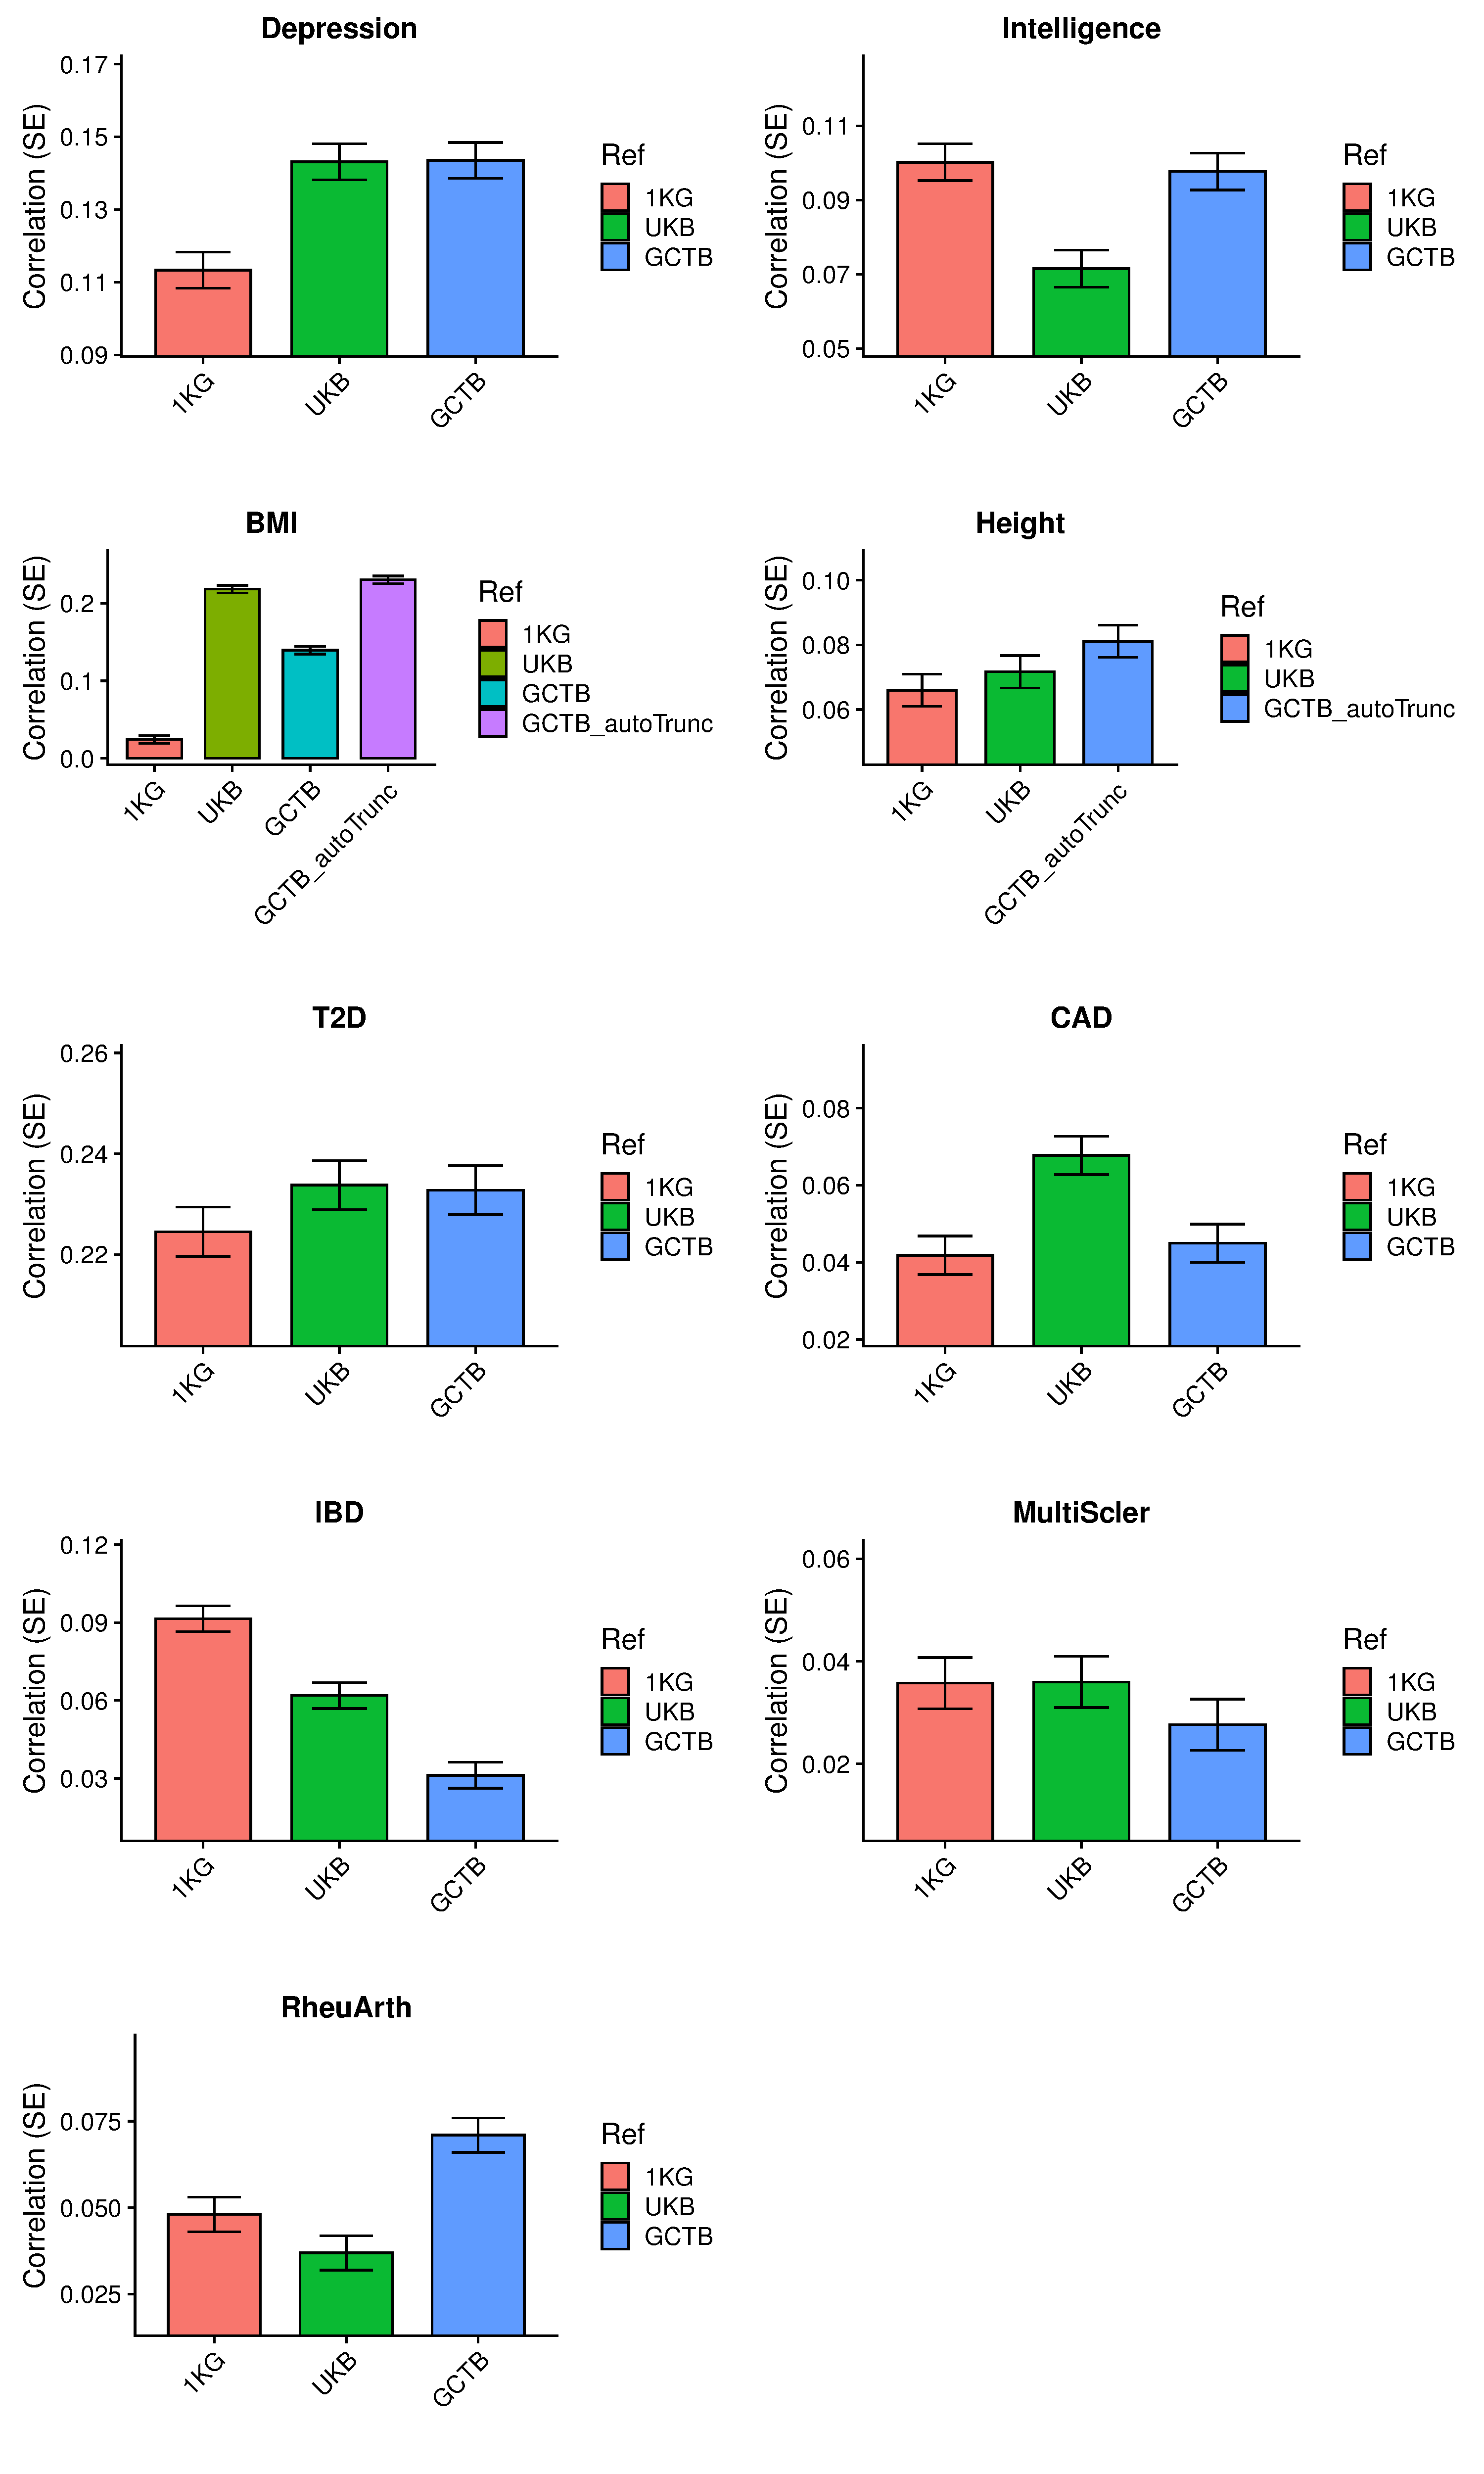 Depression
Correlation (SE)
0.17
0.15
0.13
0.11
0.09
1KG
UKB
GCTB
Ref
1KG
UKB
GCTB
Intelligence
Correlation (SE)
0.11
0.09
0.07
0.05
1KG
UKB
GCTB
Ref
1KG
UKB
GCTB
BMI
Correlation (SE)
0.2
0.1
0.0
1KG
UKB
GCTB
GCTB_autoTrunc
Ref
1KG
UKB
GCTB
GCTB_autoTrunc
Height
Correlation (SE)
0.10
0.08
0.06
1KG
UKB
GCTB_autoTrunc
Ref
1KG
UKB
GCTB_autoTrunc
T2D
Correlation (SE)
0.26
0.24
0.22
1KG
UKB
GCTB
Ref
1KG
UKB
GCTB
CAD
Correlation (SE)
0.08
0.06
0.04
0.02
1KG
UKB
GCTB
Ref
1KG
UKB
GCTB
IBD
Correlation (SE)
0.12
0.09
0.06
0.03
1KG
UKB
GCTB
Ref
1KG
UKB
GCTB
MultiScler
Correlation (SE)
0.06
0.04
0.02
1KG
UKB
GCTB
Ref
1KG
UKB
GCTB
RheuArth
Correlation (SE)
0.075
0.050
0.025
1KG
UKB
GCTB
Ref
1KG
UKB
GCTB